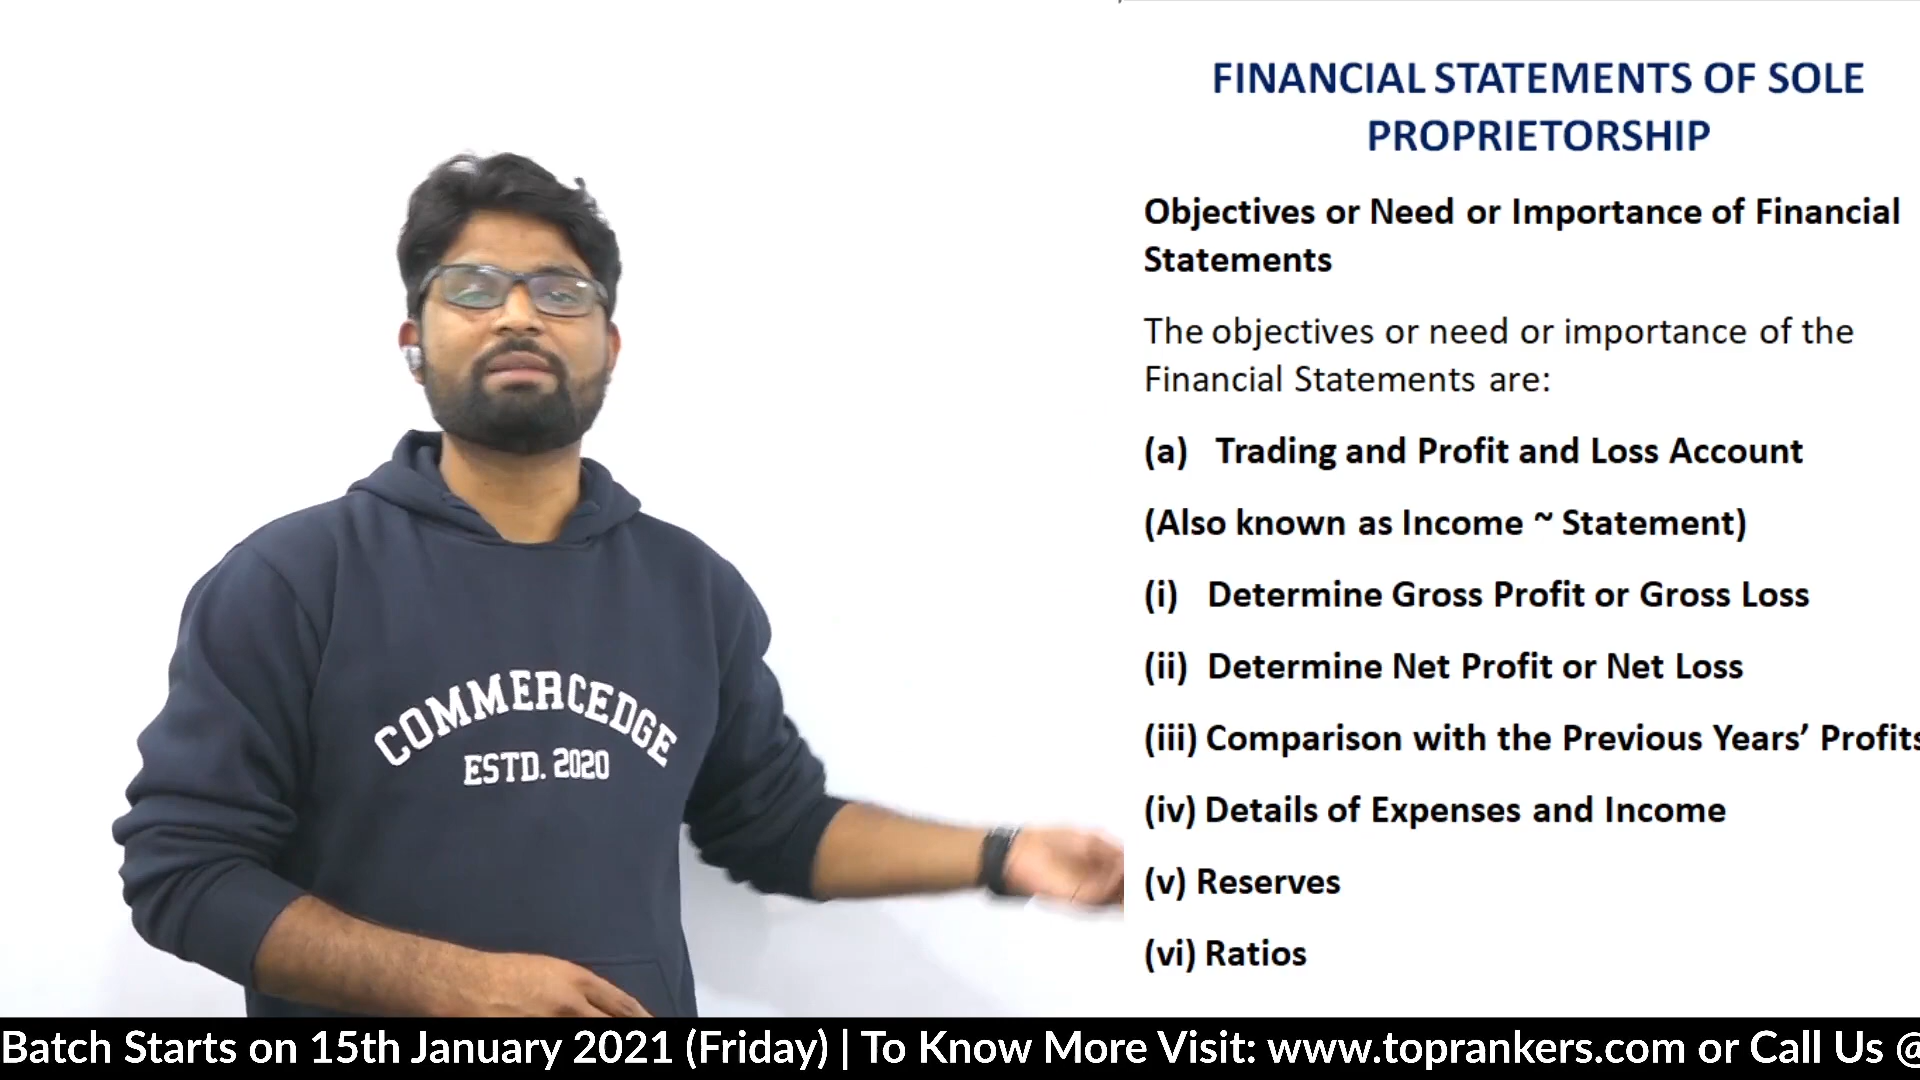 FINANCIAL STATEMENTS OF SOLE
PROPRIETORSHIP
Objectives or Need or Importance of Financial
Statements
The objectives or need or importance of the
Financial Statements are:
(a) Trading and Profit and Loss Account
(Also known as Income ~ Statement)
(i) Determine Gross Profit or Gross Loss
(ii) Determine Net Profit or Net Loss
(iii) Comparison with the Previous Years’ Profits
(iv) Details of Expenses and Income
(v) Reserves
(vi) Ratios
COMMERCEDGE
ESTD. 2020
Batch Starts on 15th January 2021 (Friday) | To Know More Visit: www.toprankers.com or Call Us @